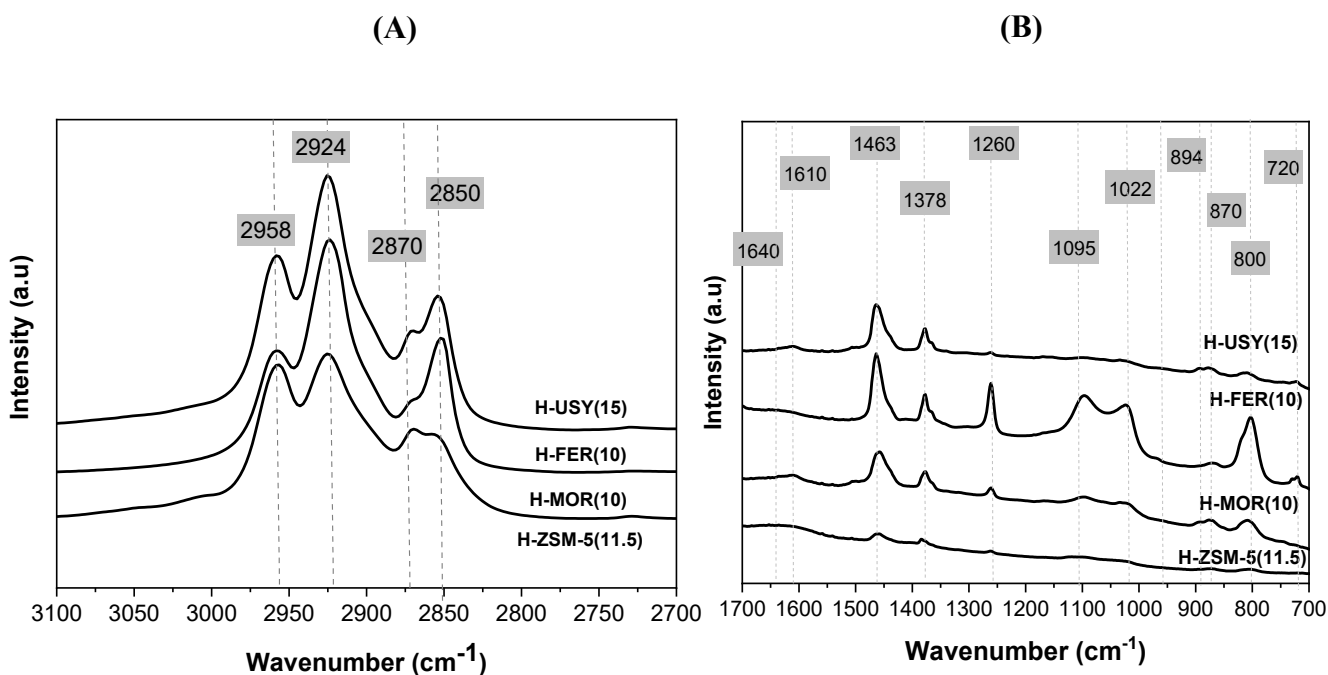 (A)
(B)
Intensity (a.u)
2958
2924
2870
2850
H-USY(15)
H-FER(10)
H-MOR(10)
H-ZSM-5(11.5)
3100 3050 3000 2950 2900 2850 2800 2750 2700
Wavenumber (cm-1)
Intensity (a.u)
1640
1610
1463
1378
1260
1095
1022
894
870
800
720
H-USY(15)
H-FER(10)
H-MOR(10)
H-ZSM-5(11.5)
1700 1600 1500 1400 1300 1200 1100 1000 900 800 700
Wavenumber (cm-1)